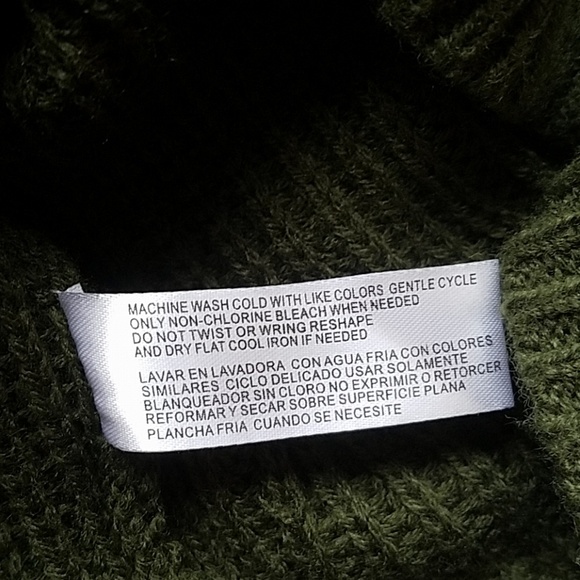 MACHINE WASH COLD WITH LIKE COLORS GENTLE CYCLE
ONLY NON-CHLORINE BLEACH WHEN NEEDED
DO NOT TWIST OR WRING RESHAPE
AND DRY FLAT COOL IRON IF NEEDED
LAVAR EN LAVADORA CON AGUA FRIA CON COLORES
SIMILARES CICLO DELICADO USAR SOLAMENTE
BLANQUEADOR SIN CLORO NO EXPRIMIR O RETORCER
REFORMAR Y SECAR SOBRE SUPERFICIE PLANA
PLANCHA FRIA CUANDO SE NECESITE